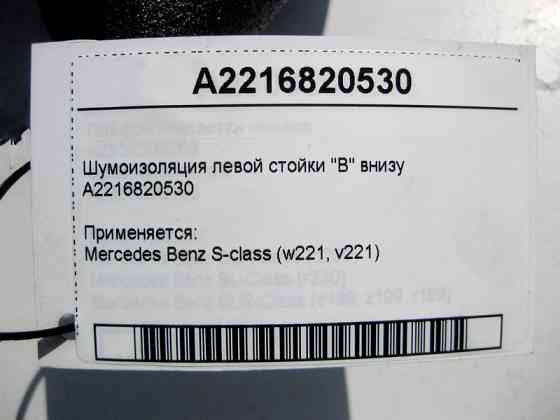 A2216820530
Шумоизоляция левой стойки "B" внизу
A2216820530
Применяется:
Mercedes Benz S-class (w221, v221)